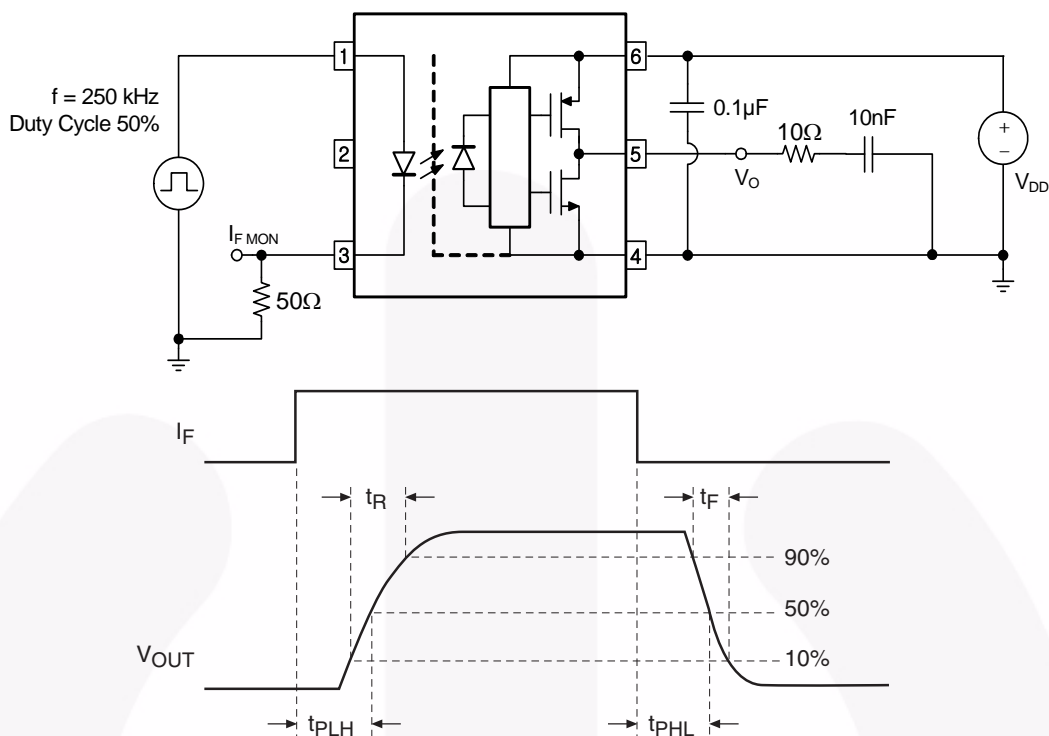 1
6
f = 250 kHz
Duty Cycle 50%
0.1µF
10Ω
10nF
+
−
2
5
V_O
V_DD
I_F MON
3
4
50Ω
I_F
t_R
t_F
90%
50%
V_OUT
10%
t_PLH
t_PHL